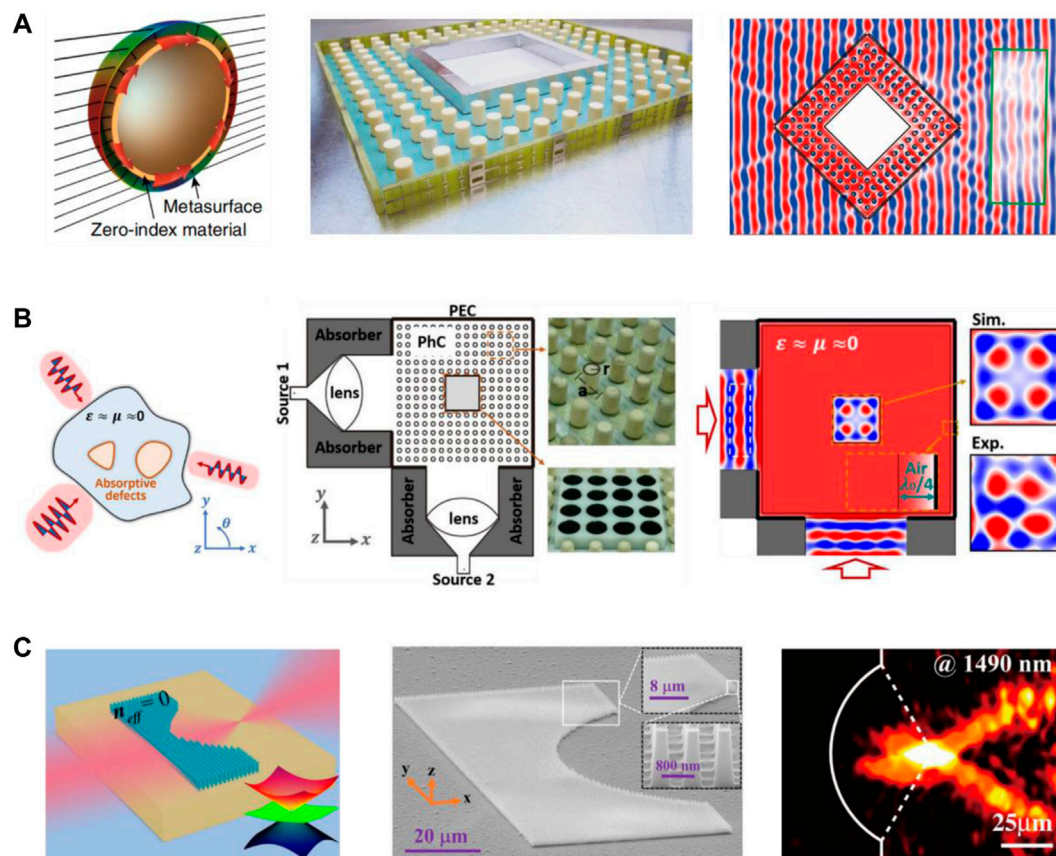 A
Metasurface
Zero-index material
B
ε ≈ μ ≈0
Absorptive
defects
y
θ
z
x
PEC
Absorber
PhC
Source 1
lens
Absorber
y
z
x
Absorber
lens
Absorber
Source 2
r
a
ε ≈ μ ≈0
Air
λ₀/4
Sim.
Exp.
C
n eff = 0
8 μm
800 nm
y
z
x
20 μm
@ 1490 nm
25μm